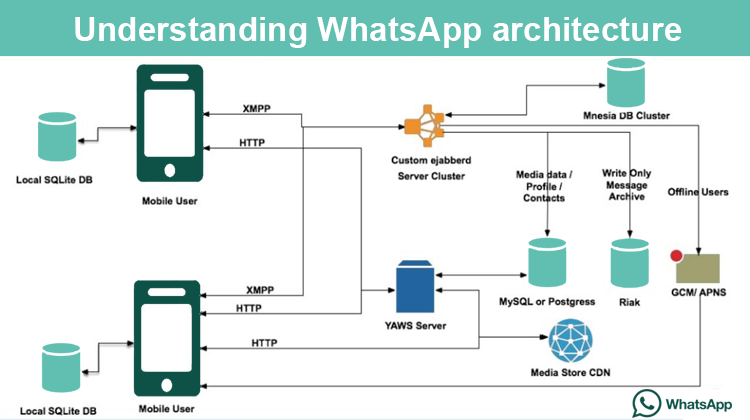 Understanding WhatsApp architecture
XMPP
HTTP
Local SQLite DB
Mobile User
Custom ejabberd
Server Cluster
Mnesia DB Cluster
Media data /
Profile /
Contacts
Write Only
Message
Archive
Offline Users
XMPP
HTTP
HTTP
YAWS Server
MySQL or Postgress
Riak
GCM/ APNS
Media Store CDN
Local SQLite DB
Mobile User
WhatsApp